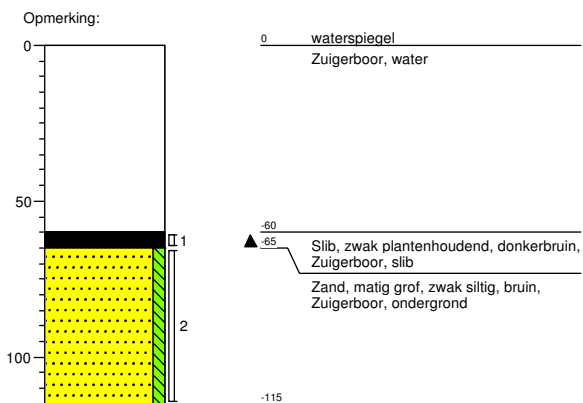 Opmerking:
0
0
waterspiegel
Zuigerboor, water
50
-60
1
-65
Slib, zwak plantenhoudend, donkerbruin,
Zuigerboor, slib
Zand, matig grof, zwak siltig, bruin,
Zuigerboor, ondergrond
2
100
-115